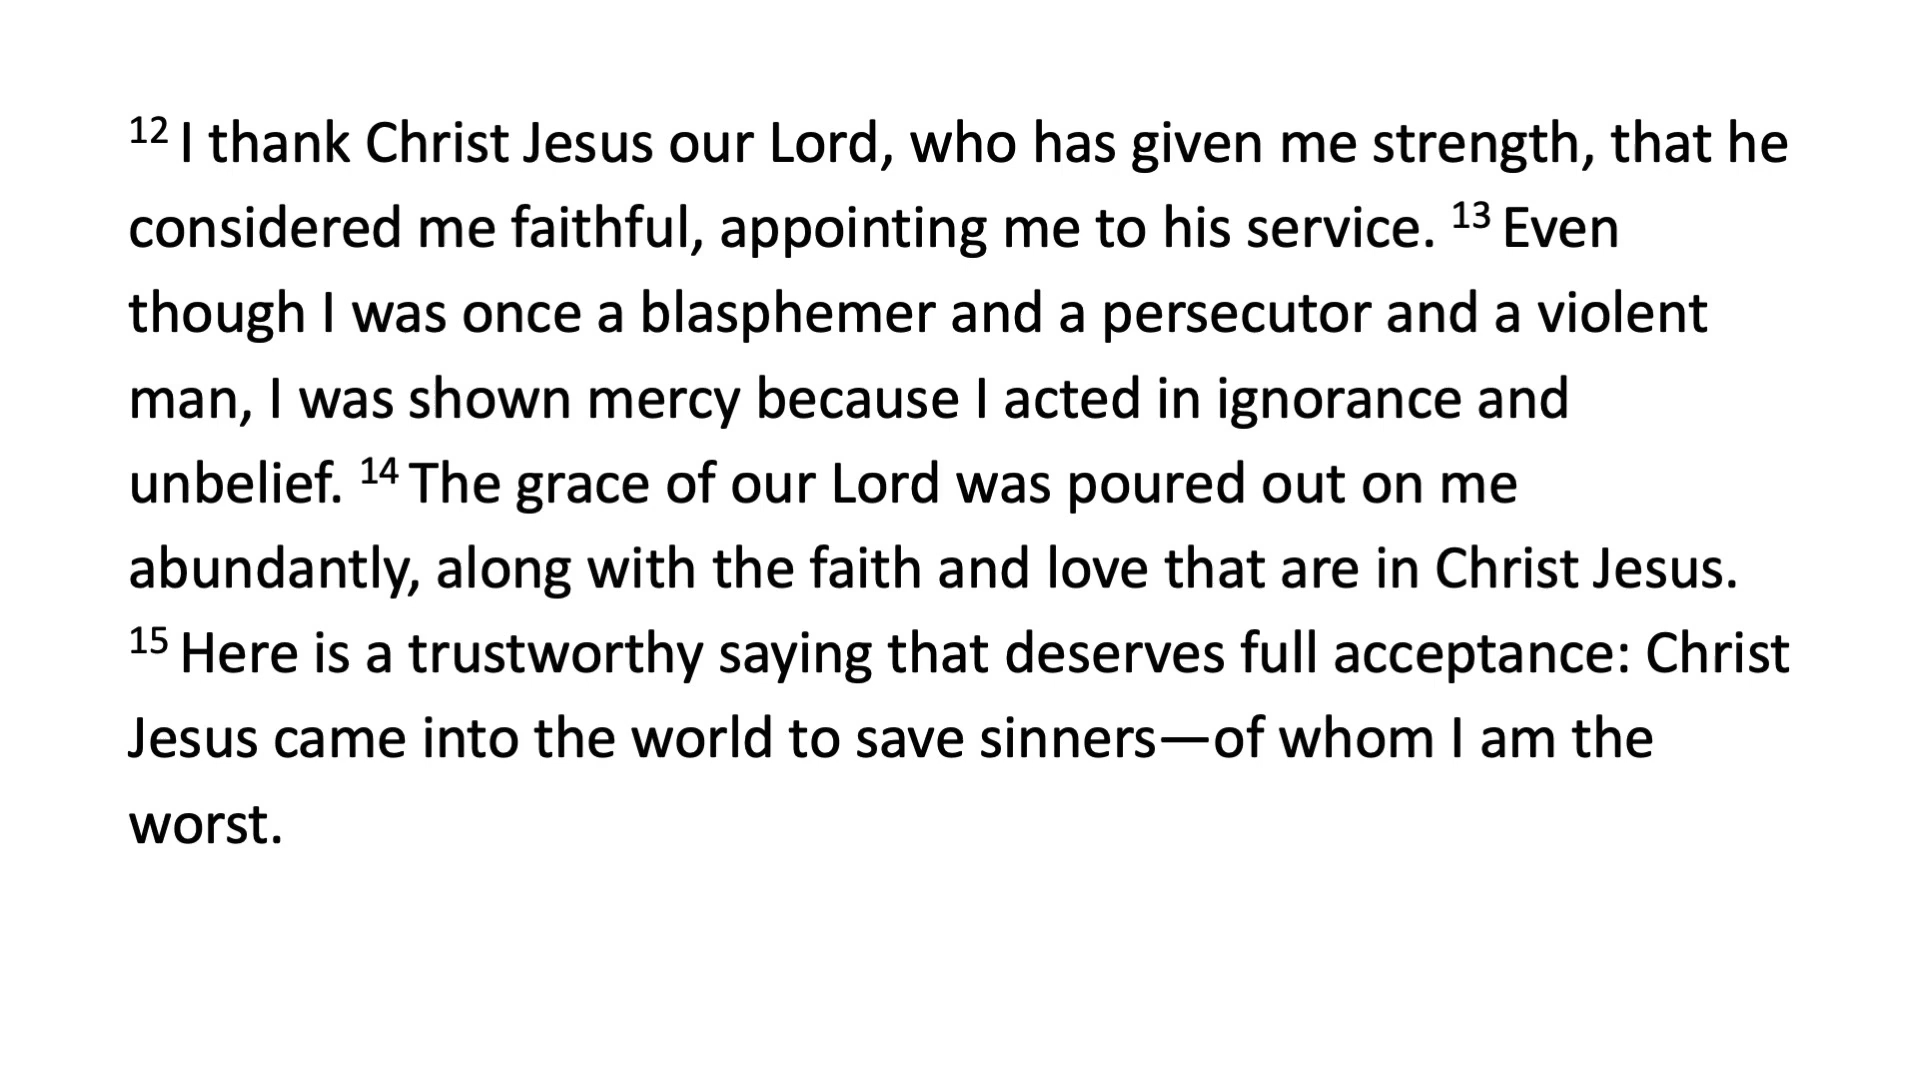 12 I thank Christ Jesus our Lord, who has given me strength, that he
considered me faithful, appointing me to his service. 13 Even
though I was once a blasphemer and a persecutor and a violent
man, I was shown mercy because I acted in ignorance and
unbelief. 14 The grace of our Lord was poured out on me
abundantly, along with the faith and love that are in Christ Jesus.
15 Here is a trustworthy saying that deserves full acceptance: Christ
Jesus came into the world to save sinners—of whom I am the
worst.